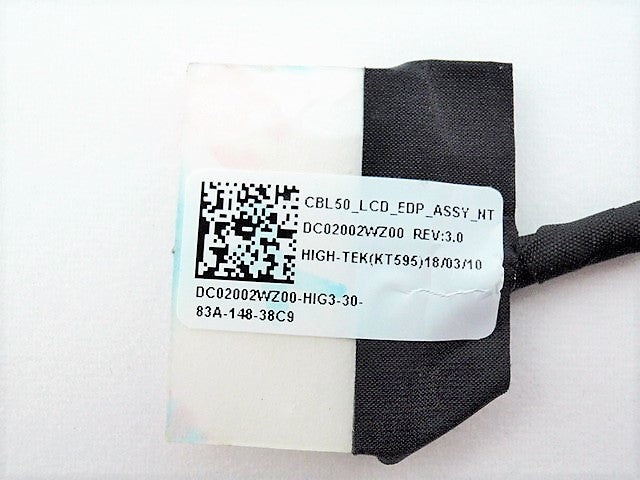 CBL50_LCD_EDP_ASSY_NT
DC02002WZ00 REV:3.0
HIGH-TEK(KT595)18/03/10
DC02002WZ00-HIG3-30-
83A-148-38C9